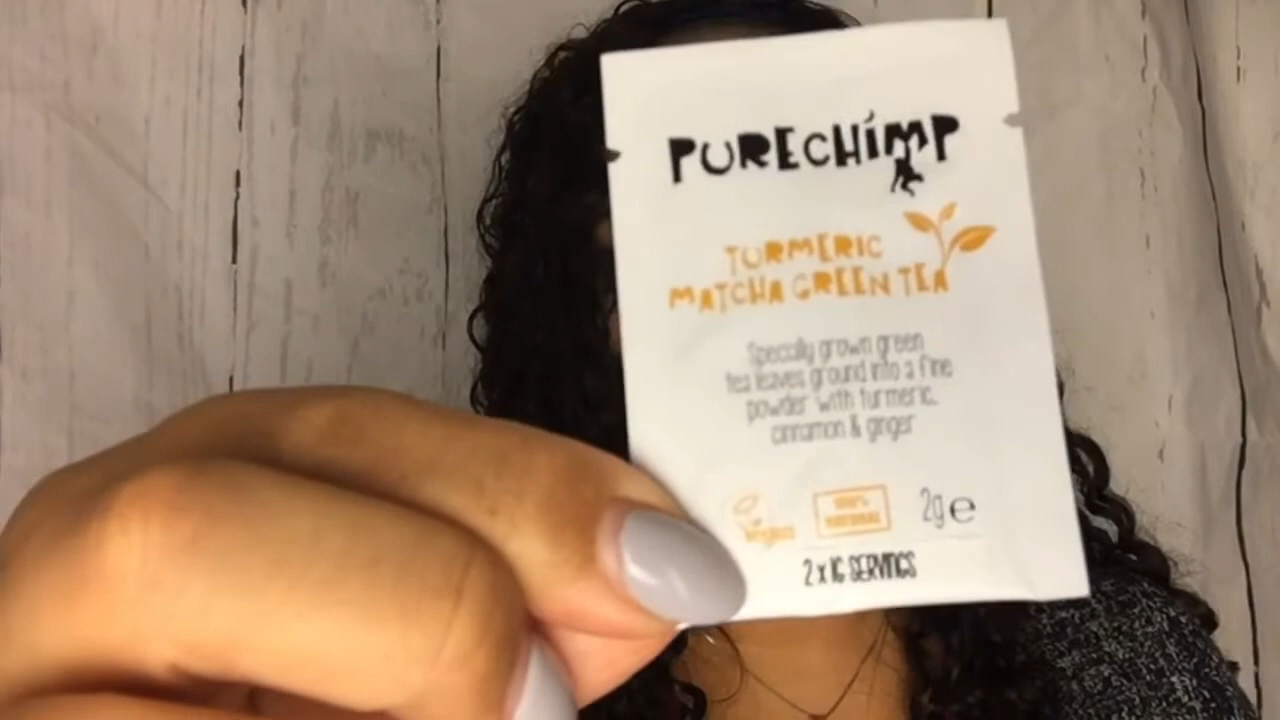 PURECHIMP
TURMERIC
MATCHA GREEN TEA
Specially grown green
tea leaves ground into a fine
powder with turmeric,
cinnamon & ginger
100%
NATURAL
2g e
2 x 1G SERVINGS